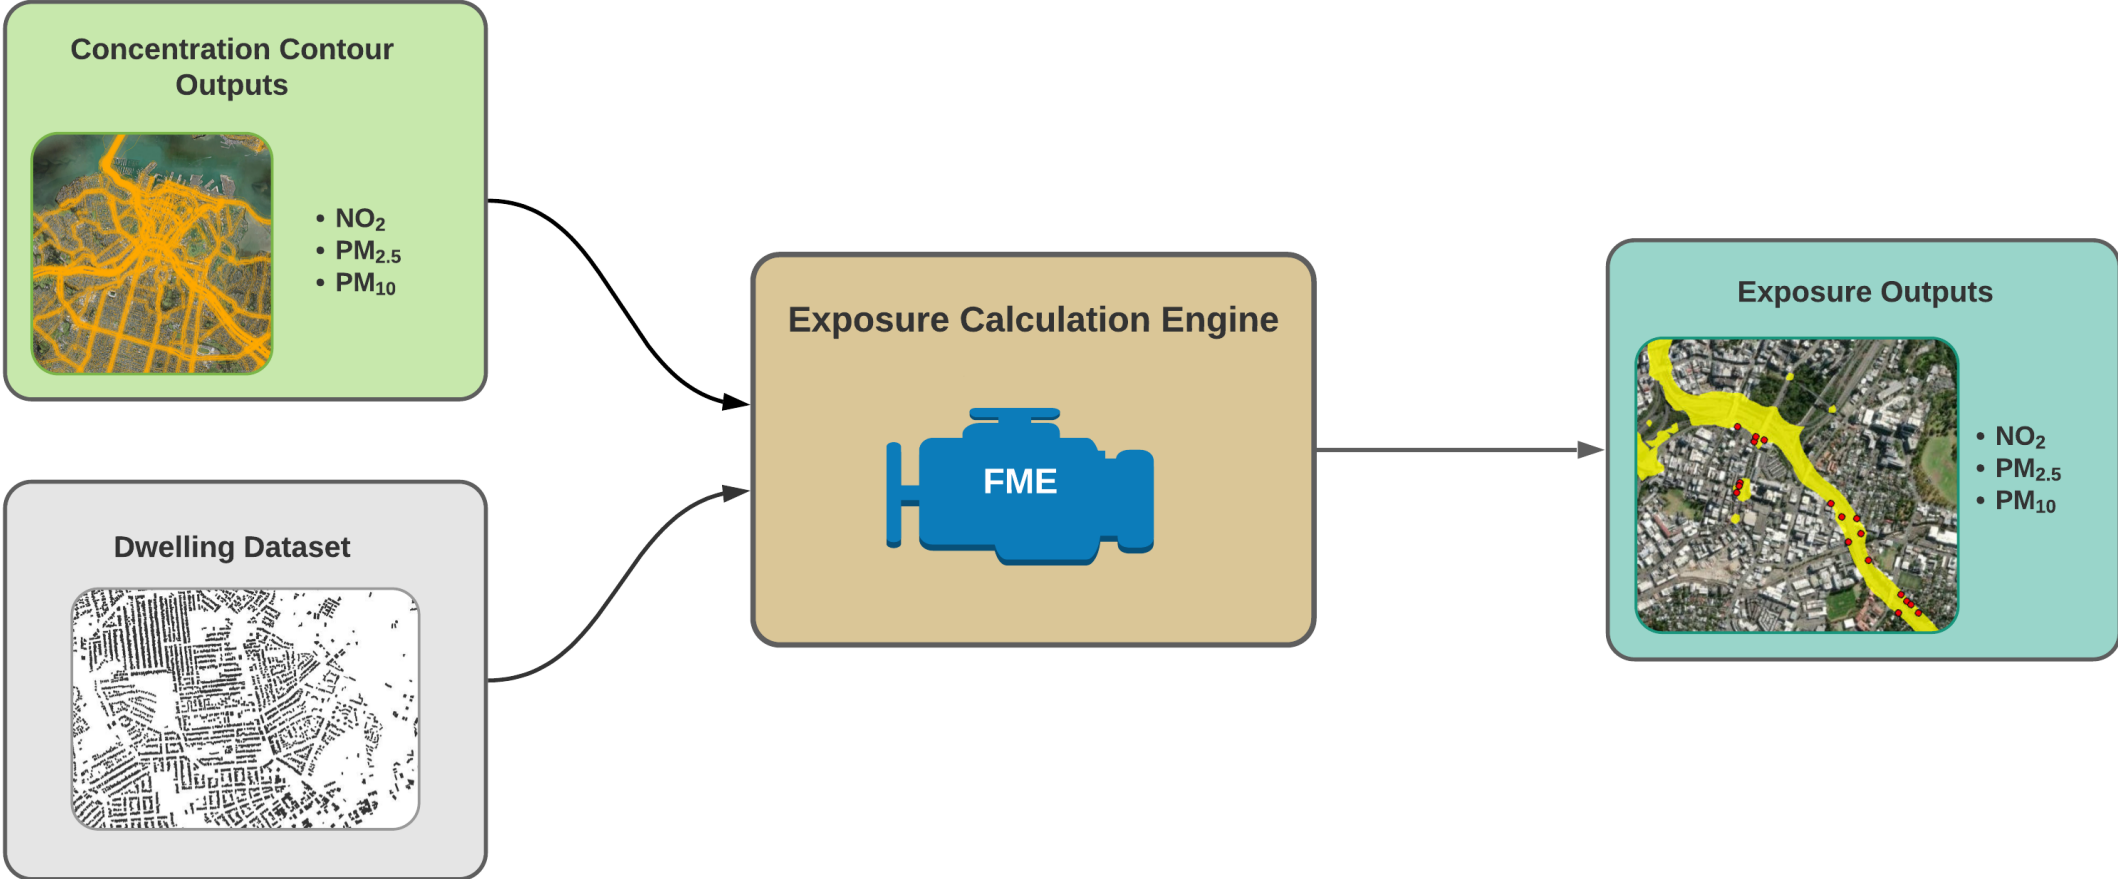 Concentration Contour
Outputs
• NO₂
• PM₂.₅
• PM₁₀
Dwelling Dataset
Exposure Calculation Engine
FME
Exposure Outputs
• NO₂
• PM₂.₅
• PM₁₀